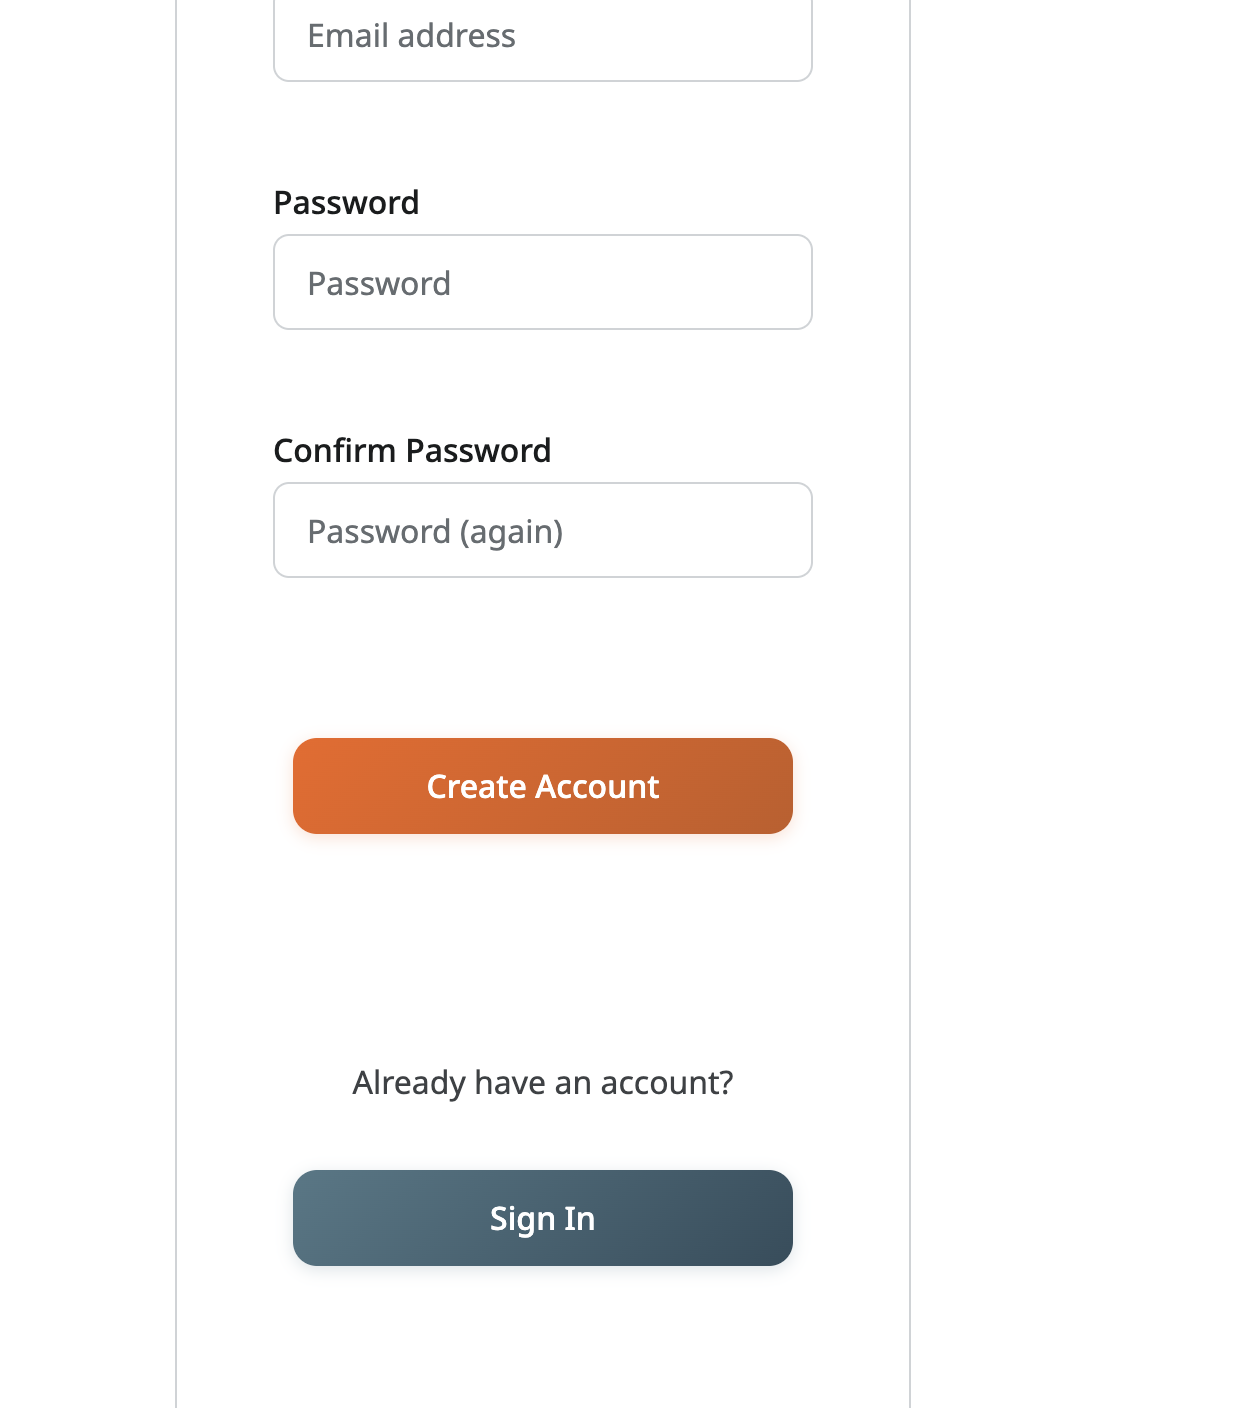 Email address
Password
Password
Confirm Password
Password (again)
Create Account
Already have an account?
Sign In